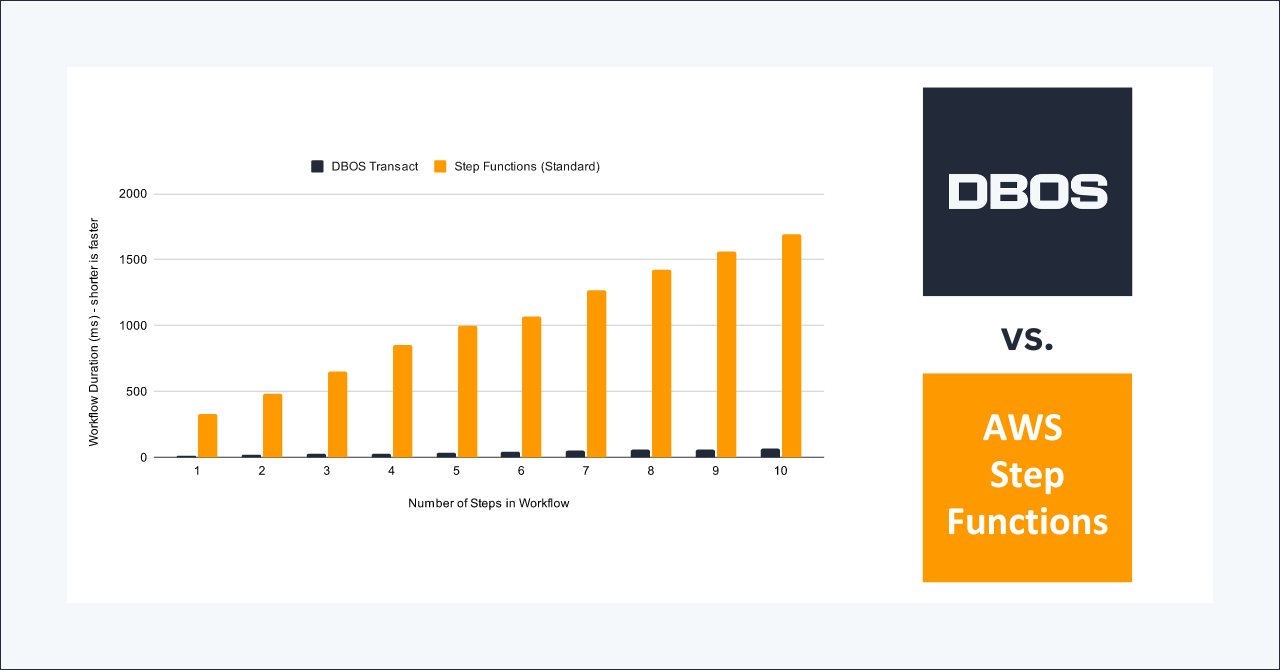 DBOS Transact
Step Functions (Standard)
2000
1500
1000
500
0
Workflow Duration (ms) - shorter is faster
1
2
3
4
5
6
7
8
9
10
Number of Steps in Workflow
DBOS
vs.
AWS
Step
Functions